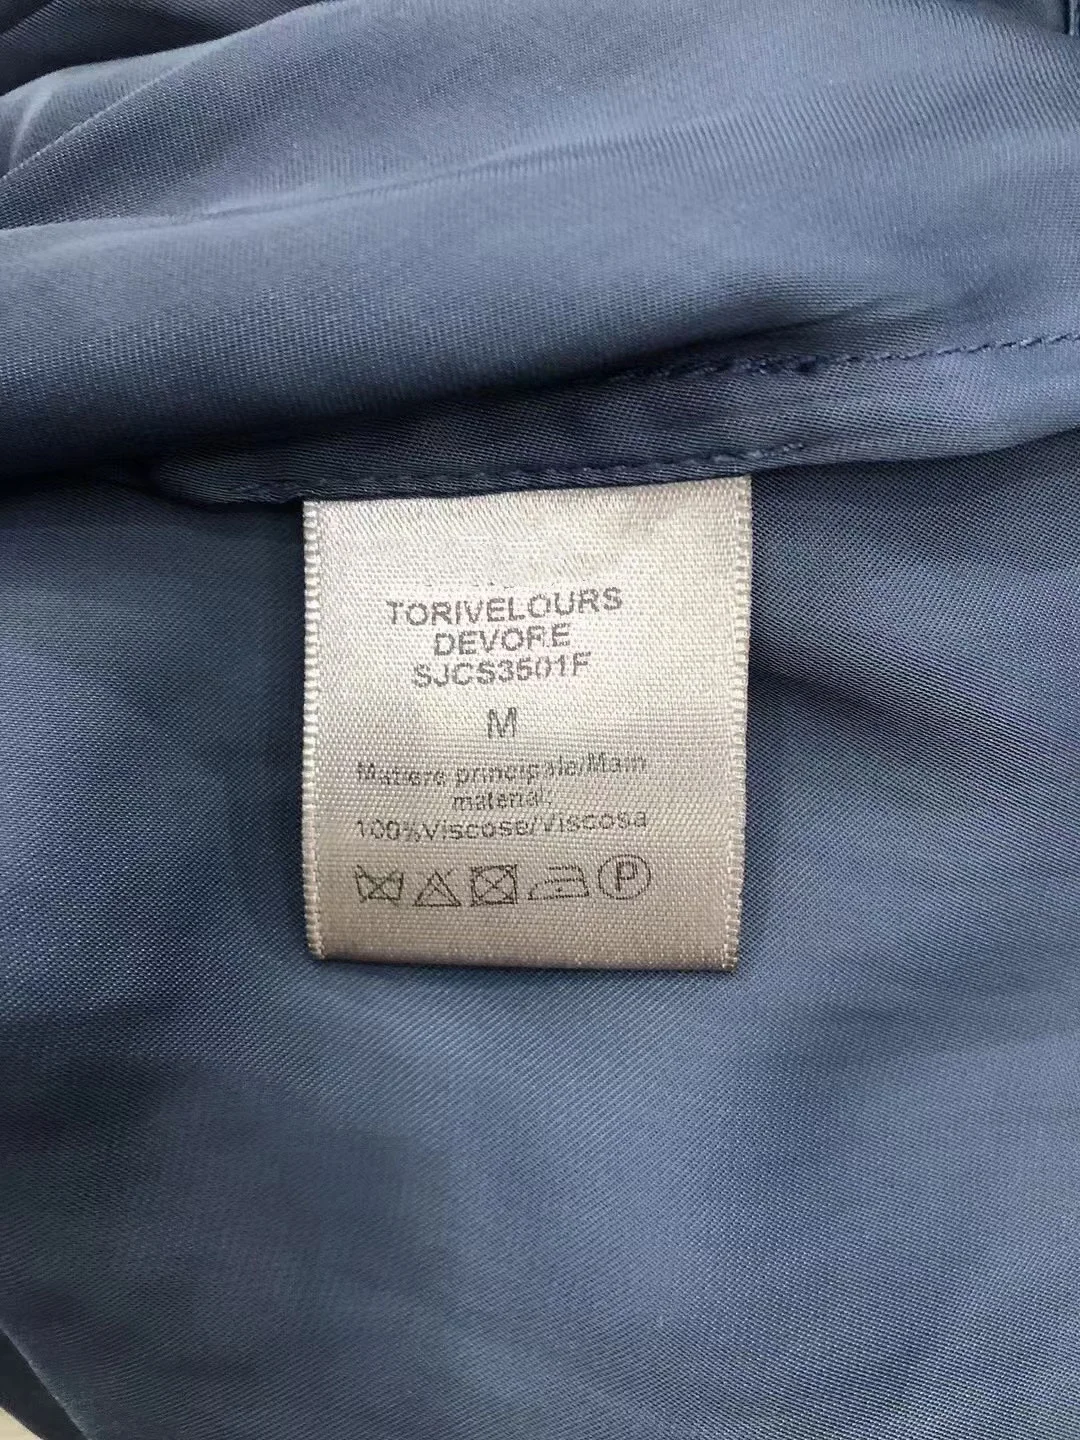 TORIVELOURS
DEVORE
SJCS3501F
M
Matiere principale/Main
material:
100%Viscose/Viscosa
P